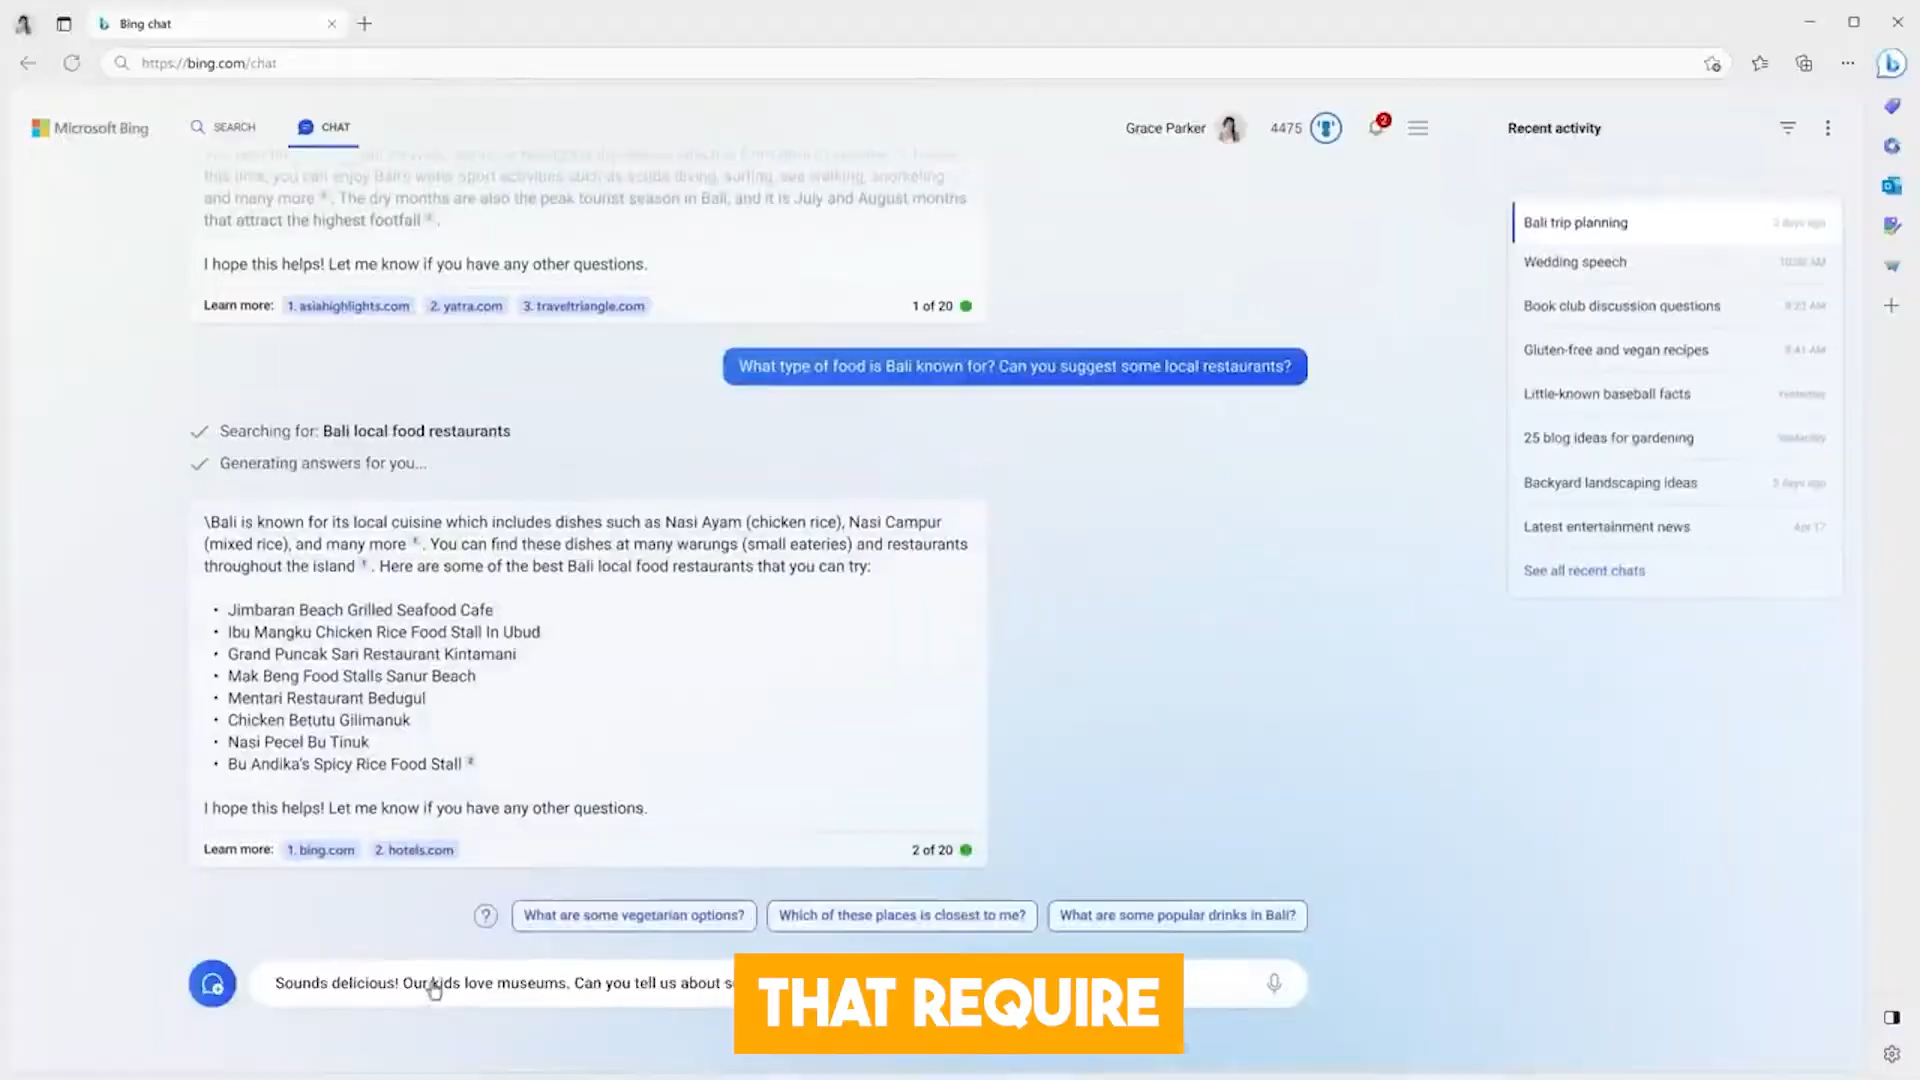 Bing chat
https://bing.com/chat
Microsoft Bing
SEARCH
CHAT
Grace Parker
4475
2
Recent activity
this time, you can enjoy Bali's water sport activities such as scuba diving, surfing, sea walking, snorkeling
and many more. The dry months are also the peak tourist season in Bali, and it is July and August months
that attract the highest footfall.
I hope this helps! Let me know if you have any other questions.
Learn more: 1. asiahighlights.com 2. yatra.com 3. traveltriangle.com 1 of 20
What type of food is Bali known for? Can you suggest some local restaurants?
Searching for: Bali local food restaurants
Generating answers for you...
\Bali is known for its local cuisine which includes dishes such as Nasi Ayam (chicken rice), Nasi Campur
(mixed rice), and many more. You can find these dishes at many warungs (small eateries) and restaurants
throughout the island. Here are some of the best Bali local food restaurants that you can try:
• Jimbaran Beach Grilled Seafood Cafe
• Ibu Mangku Chicken Rice Food Stall In Ubud
• Grand Puncak Sari Restaurant Kintamani
• Mak Beng Food Stalls Sanur Beach
• Mentari Restaurant Bedugul
• Chicken Betutu Gilimanuk
• Nasi Pecel Bu Tinuk
• Bu Andika's Spicy Rice Food Stall 2
I hope this helps! Let me know if you have any other questions.
Learn more: 1. bing.com 2. hotels.com 2 of 20
What are some vegetarian options?
Which of these places is closest to me?
What are some popular drinks in Bali?
Sounds delicious! Our kids love museums. Can you tell us about s
THAT REQUIRE
Bali trip planning
Wedding speech
Book club discussion questions
Gluten-free and vegan recipes 8:41 AM
Little-known baseball facts Yesterday
25 blog ideas for gardening Yesterday
Backyard landscaping ideas 3 days ago
Latest entertainment news Apr 17
See all recent chats